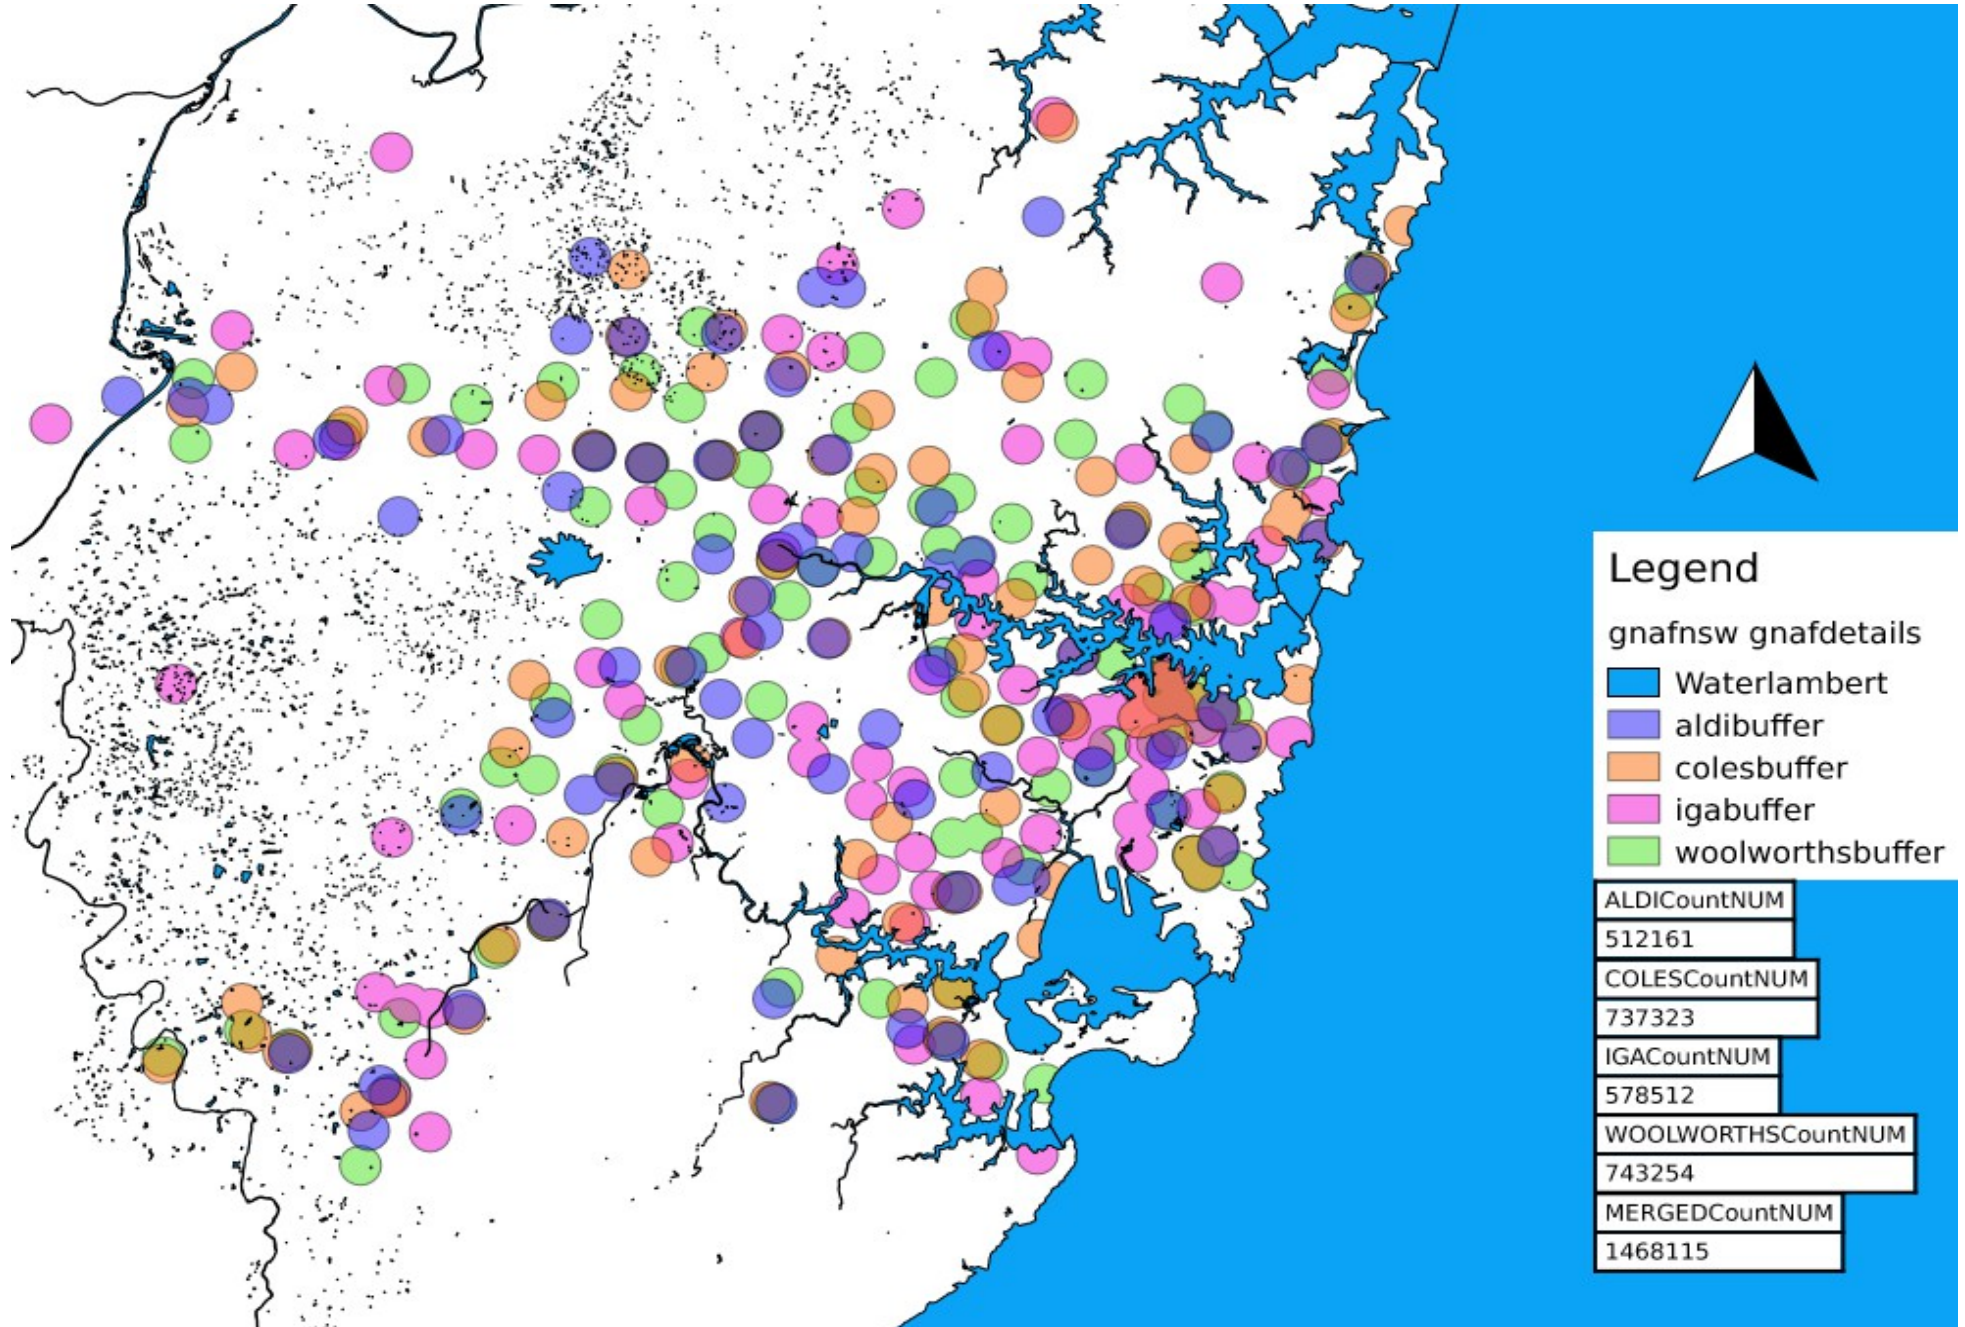 Legend
gnafnsw gnafdetails
Waterlambert
aldibuffer
colesbuffer
igabuffer
woolworthsbuffer
ALDICountNUM
512161
COLESCountNUM
737323
IGACountNUM
578512
WOOLWORTHSCountNUM
743254
MERGEDCountNUM
1468115